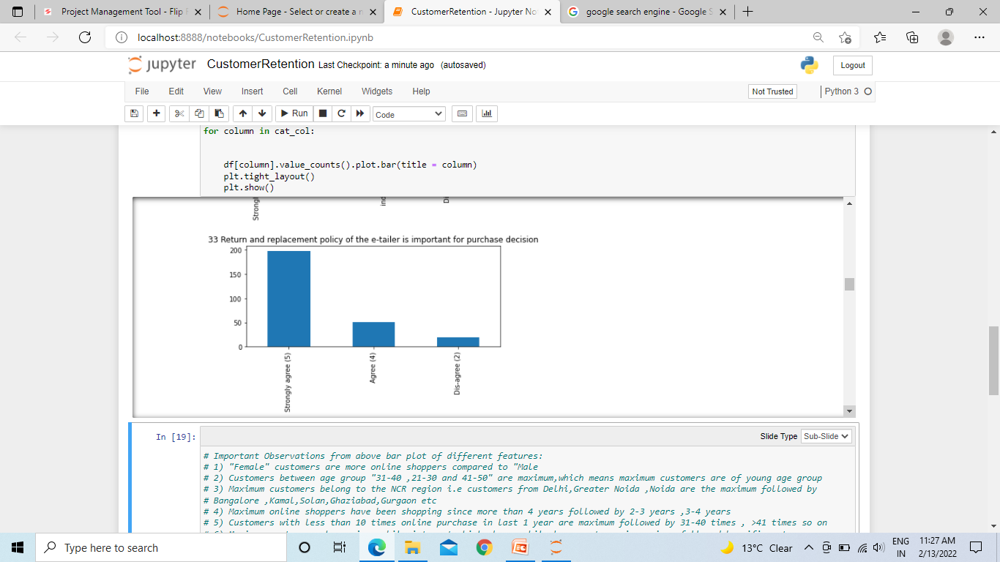 Project Management Tool - Flip
Home Page - Select or create a n
CustomerRetention - Jupyter No
google search engine - Google S
localhost:8888/notebooks/CustomerRetention.ipynb
jupyter CustomerRetention Last Checkpoint: a minute ago (autosaved)
Logout
File Edit View Insert Cell Kernel Widgets Help
Not Trusted
Python 3
Run
Code
for column in cat_col:
df[column].value_counts().plot.bar(title = column)
plt.tight_layout()
plt.show()
33 Return and replacement policy of the e-tailer is important for purchase decision
200
150
100
50
0
Strongly agree (5)
Agree (4)
Dis-agree (2)
In [19]:
Slide Type Sub-Slide
# Important Observations from above bar plot of different features:
# 1) "Female" customers are more online shoppers compared to "Male
# 2) Customers between age group "31-40 ,21-30 and 41-50" are maximum,which means maximum customers are of young age group
# 3) Maximum customers belong to the NCR region i.e customers from Delhi,Greater Noida ,Noida are the maximum followed by
# Bangalore ,Kamal,Solan,Ghaziabad,Gurgaon etc
# 4) Maximum online shoppers have been shopping since more than 4 years followed by 2-3 years ,3-4 years
# 5) Customers with less than 10 times online purchase in last 1 year are maximum followed by 31-40 times , >41 times so on
Type here to search
13°C Clear
ENG
IN
11:27 AM
2/13/2022